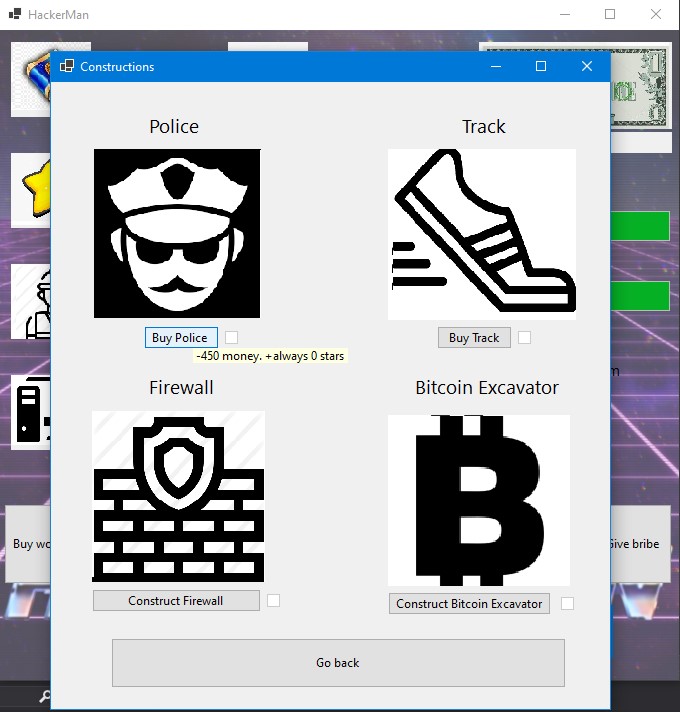 HackerMan
Constructions
Police
Track
Buy Police
Buy Track
-450 money. +always 0 stars
Firewall
Bitcoin Excavator
Construct Firewall
Construct Bitcoin Excavator
Buy
Give bribe
Go back